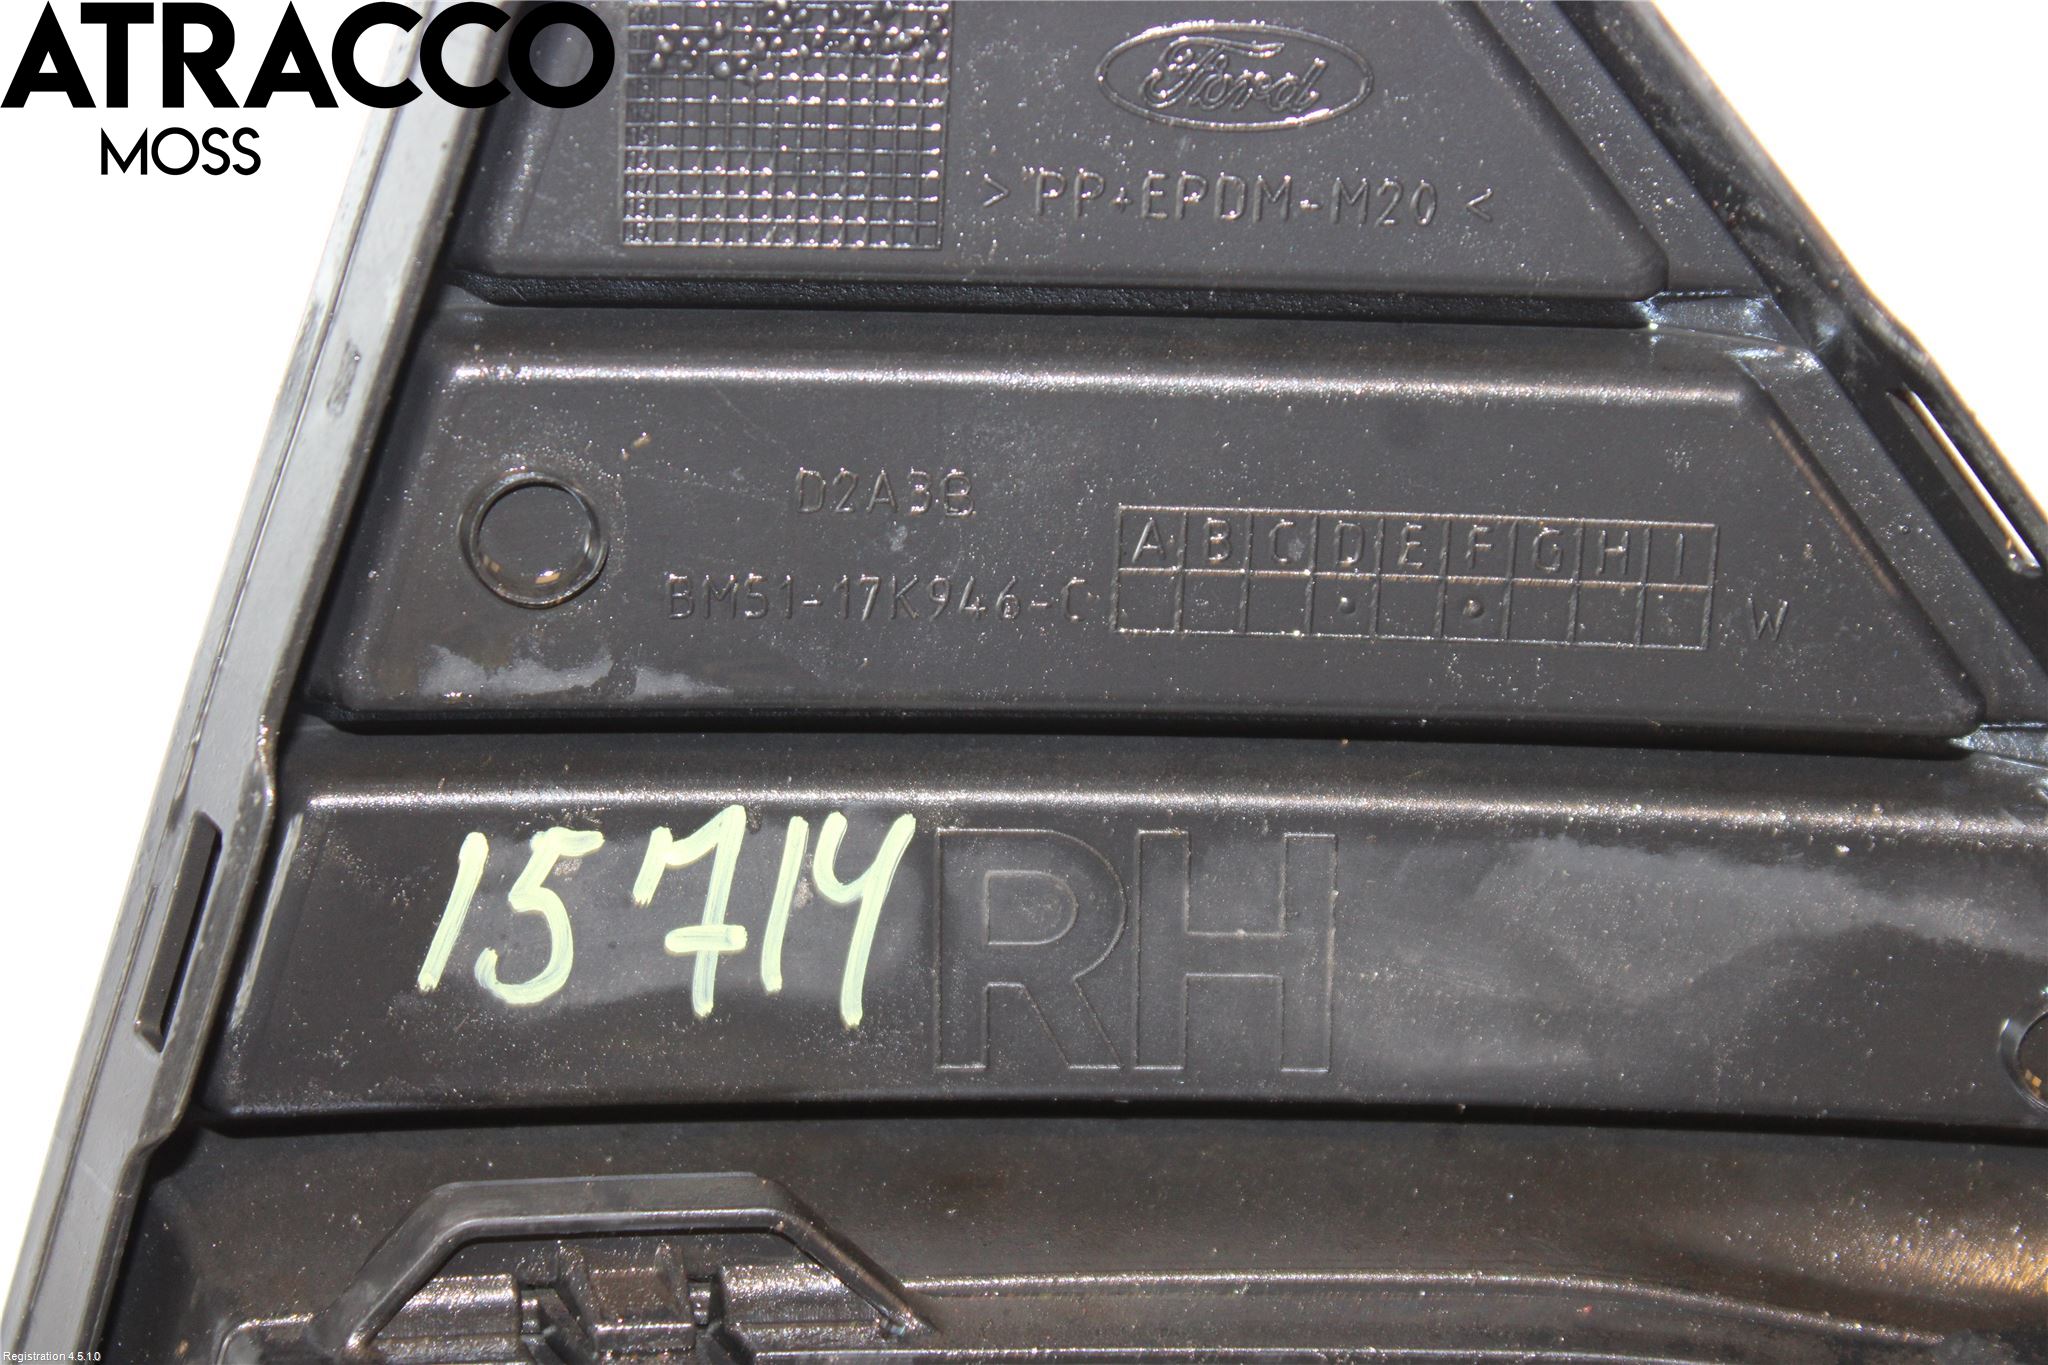 ATRACCO
MOSS
Ford
>PP+EPDM-M20<
D2A3B
BM51-17K946-C
A B C D E F G H I
W
15714
RH
Registration 4.5.1.0